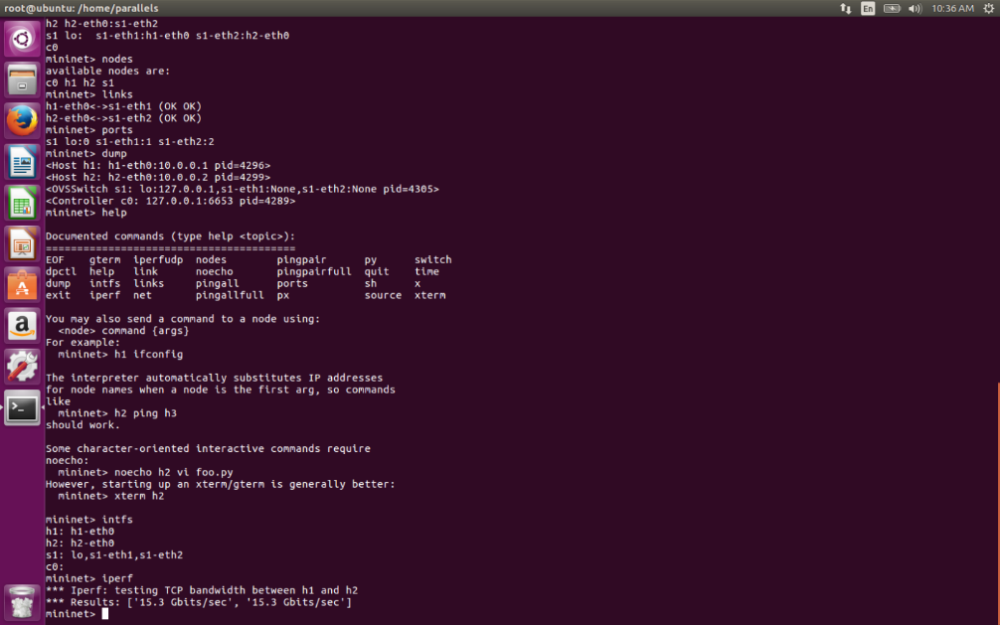 root@ubuntu: /home/parallels
En
10:36 AM
h2 h2-eth0:s1-eth2
s1 lo:  s1-eth1:h1-eth0 s1-eth2:h2-eth0
c0
mininet> nodes
available nodes are:
c0 h1 h2 s1
mininet> links
h1-eth0<->s1-eth1 (OK OK)
h2-eth0<->s1-eth2 (OK OK)
mininet> ports
s1 lo:0 s1-eth1:1 s1-eth2:2
mininet> dump
<Host h1: h1-eth0:10.0.0.1 pid=4296>
<Host h2: h2-eth0:10.0.0.2 pid=4299>
<OVSSwitch s1: lo:127.0.0.1,s1-eth1:None,s1-eth2:None pid=4305>
<Controller c0: 127.0.0.1:6653 pid=4289>
mininet> help
Documented commands (type help <topic>):
========================================
EOF    gterm  iperfudp  nodes        pingpair      py      switch
dpctl  help   link      noecho       pingpairfull  quit    time
dump   intfs  links     pingall      ports         sh      x
exit   iperf  net       pingallfull  px            source  xterm
You may also send a command to a node using:
  <node> command {args}
For example:
  mininet> h1 ifconfig
The interpreter automatically substitutes IP addresses
for node names when a node is the first arg, so commands
like
  mininet> h2 ping h3
should work.
Some character-oriented interactive commands require
noecho:
  mininet> noecho h2 vi foo.py
However, starting up an xterm/gterm is generally better:
  mininet> xterm h2
mininet> intfs
h1: h1-eth0
h2: h2-eth0
s1: lo,s1-eth1,s1-eth2
c0:
mininet> iperf
*** Iperf: testing TCP bandwidth between h1 and h2
*** Results: ['15.3 Gbits/sec', '15.3 Gbits/sec']
mininet>